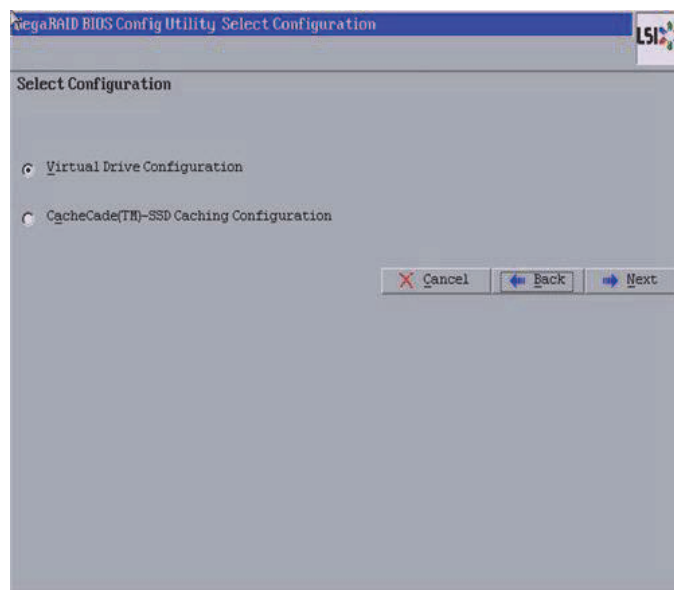 MegaRAID BIOS Config Utility Select Configuration
LSI
Select Configuration
Virtual Drive Configuration
CacheCade(TM)-SSD Caching Configuration
Cancel
Back
Next